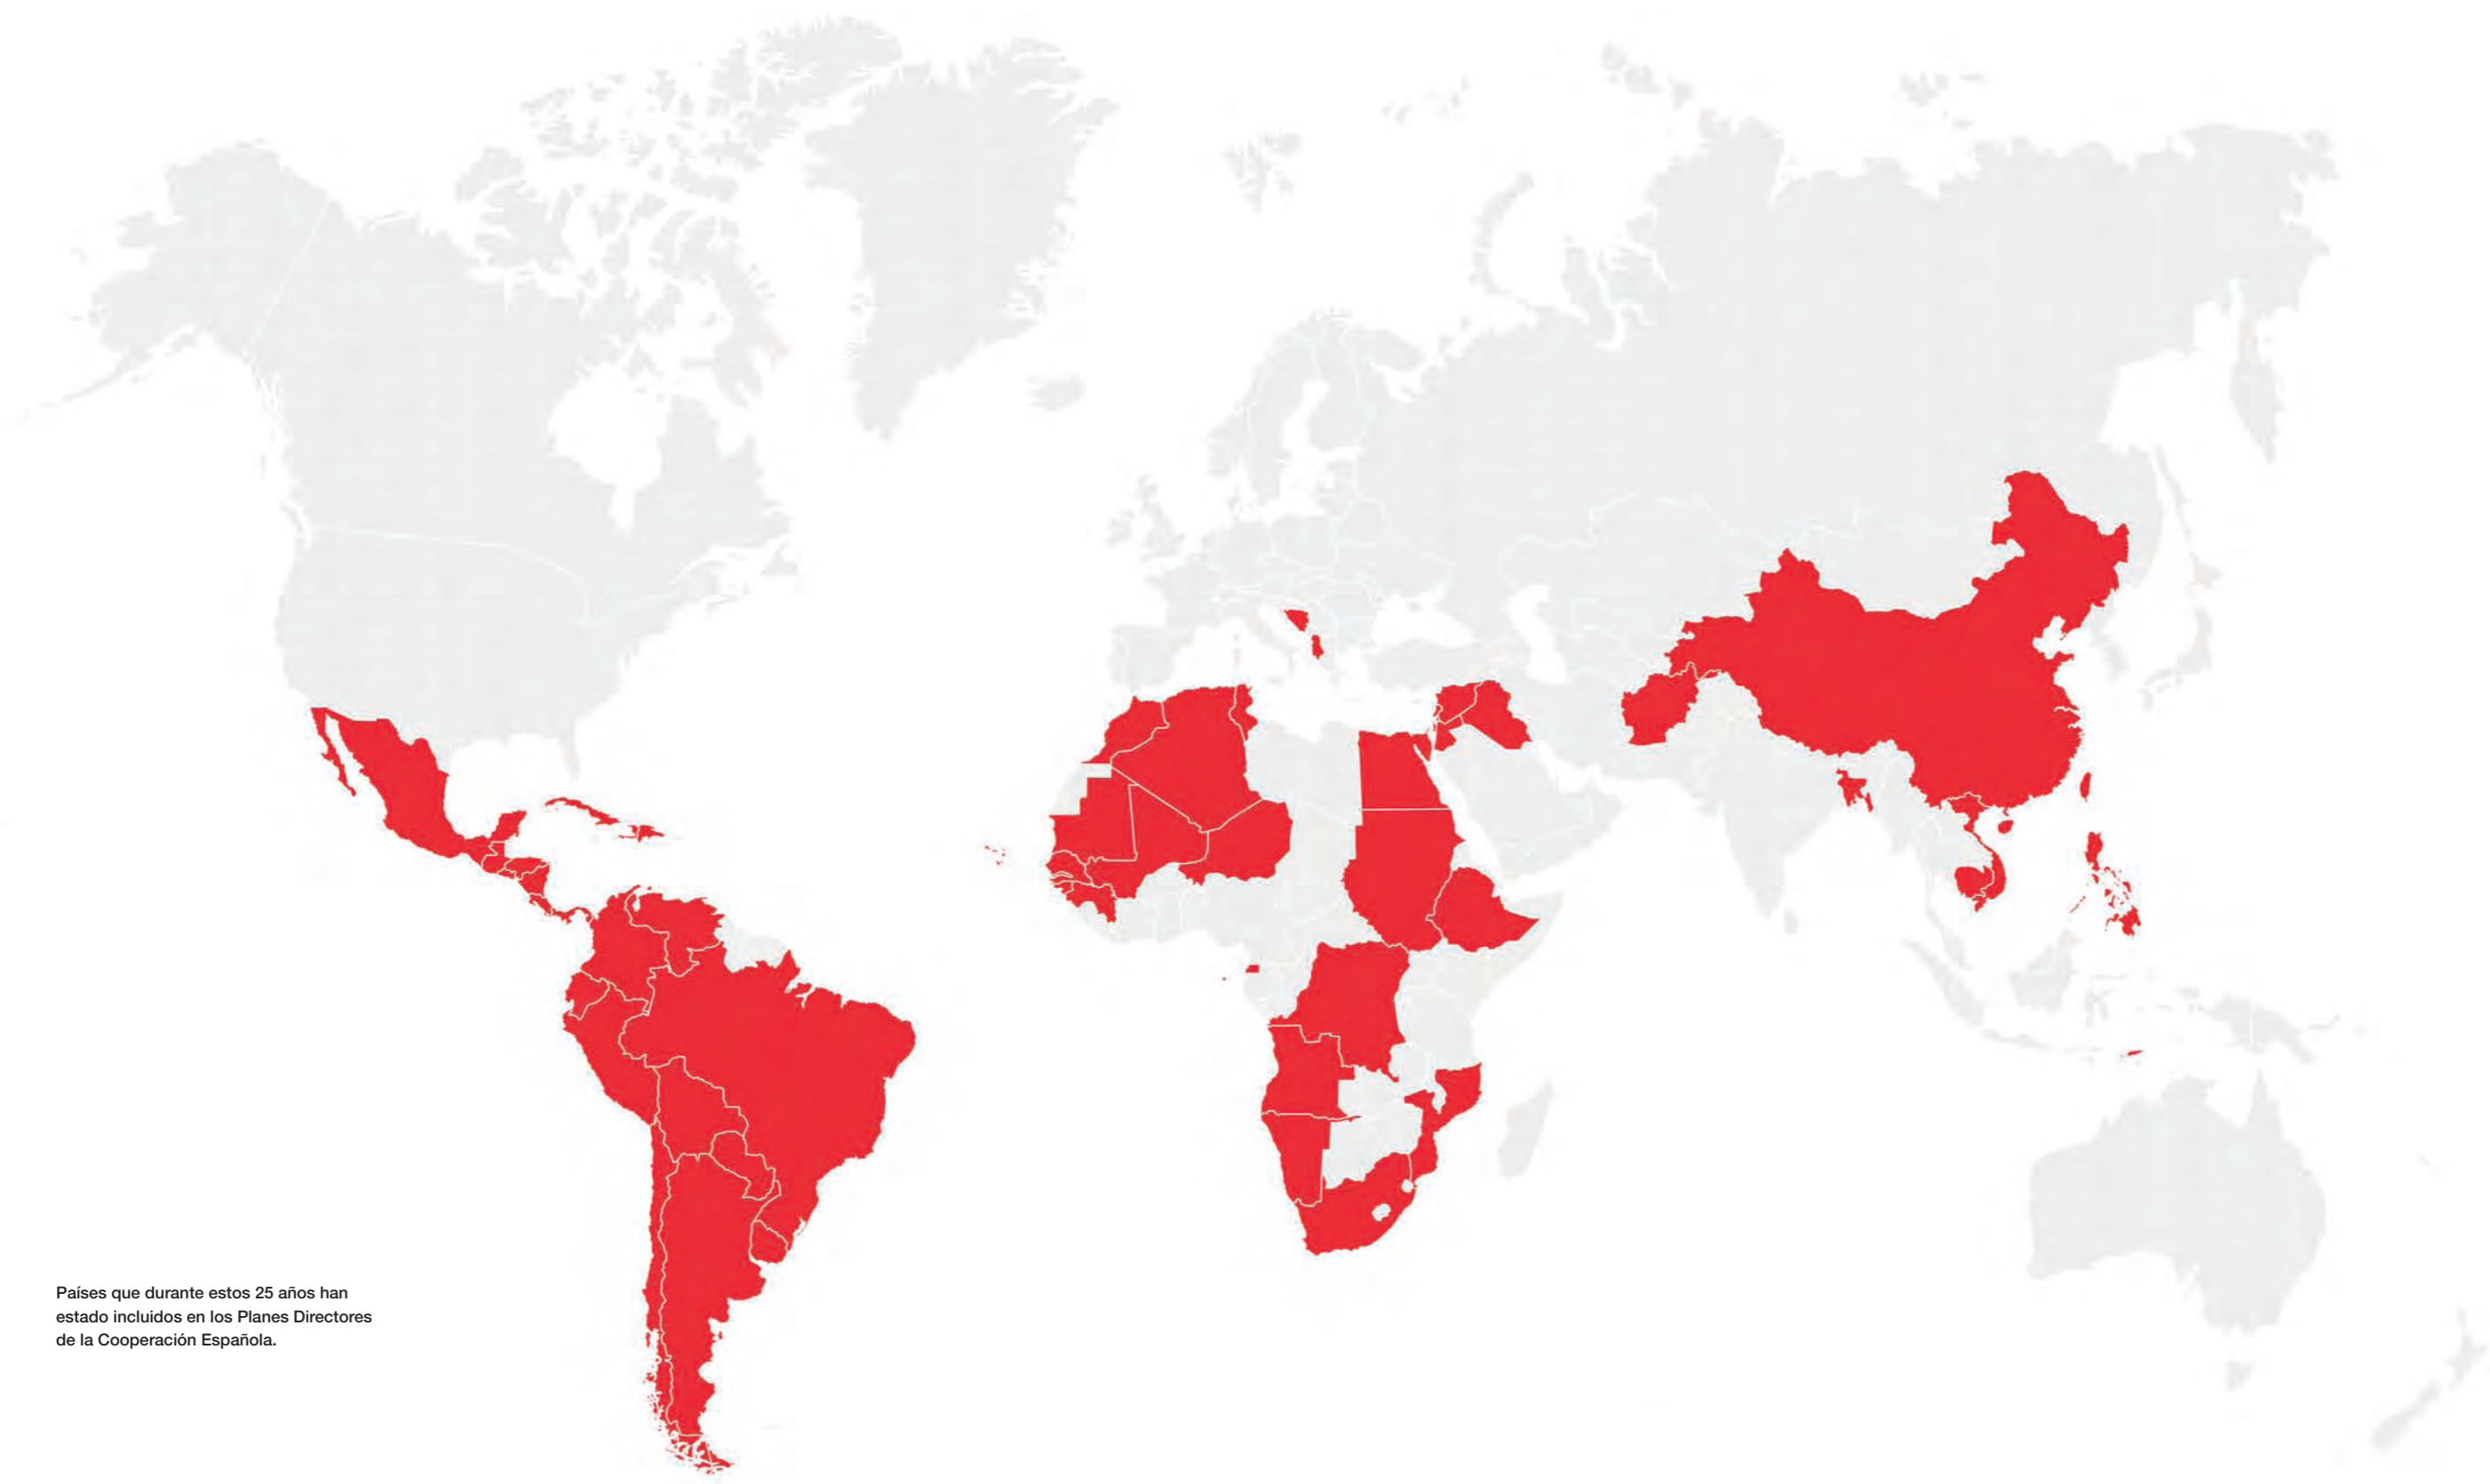 Países que durante estos 25 años han
estado incluidos en los Planes Directores
de la Cooperación Española.